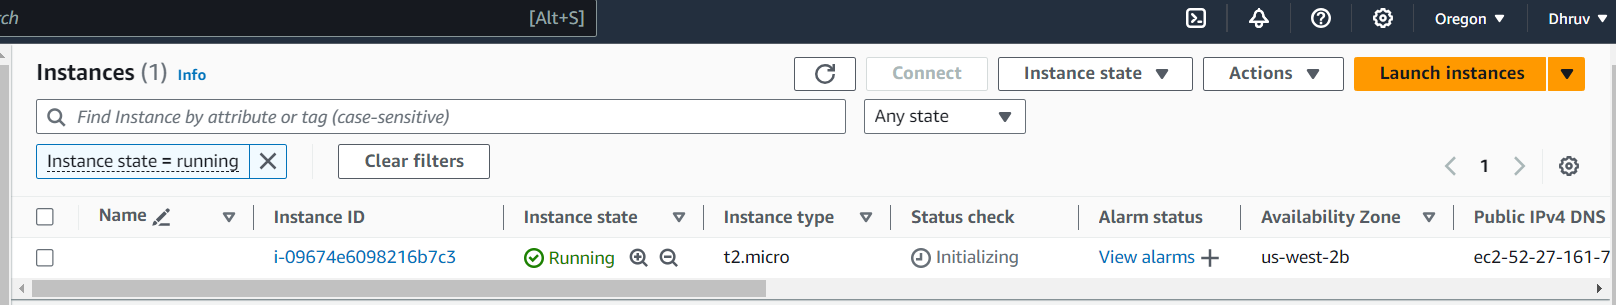 rch [Alt+S] Oregon Dhruv
Instances (1) Info Connect Instance state Actions Launch instances
Find Instance by attribute or tag (case-sensitive) Any state
Instance state = running Clear filters 1
Name Instance ID Instance state Instance type Status check Alarm status Availability Zone Public IPv4 DNS
i-09674e6098216b7c3 Running t2.micro Initializing View alarms us-west-2b ec2-52-27-161-7